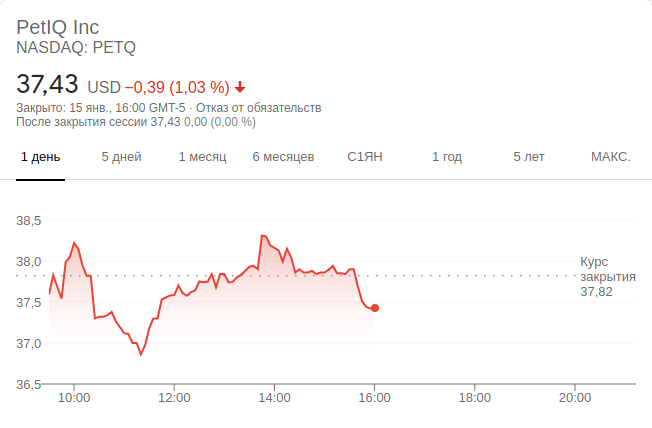 PetIQ Inc
NASDAQ: PETQ
37,43 USD −0,39 (1,03 %)
Закрыто: 15 янв., 16:00 GMT-5 · Отказ от обязательств
После закрытия сессии 37,43 0,00 (0,00 %)
1 день 5 дней 1 месяц 6 месяцев С1ЯН 1 год 5 лет МАКС.
38,5
38,0
37,5
37,0
36,5
Курс
закрытия
37,82
10:00 12:00 14:00 16:00 18:00 20:00